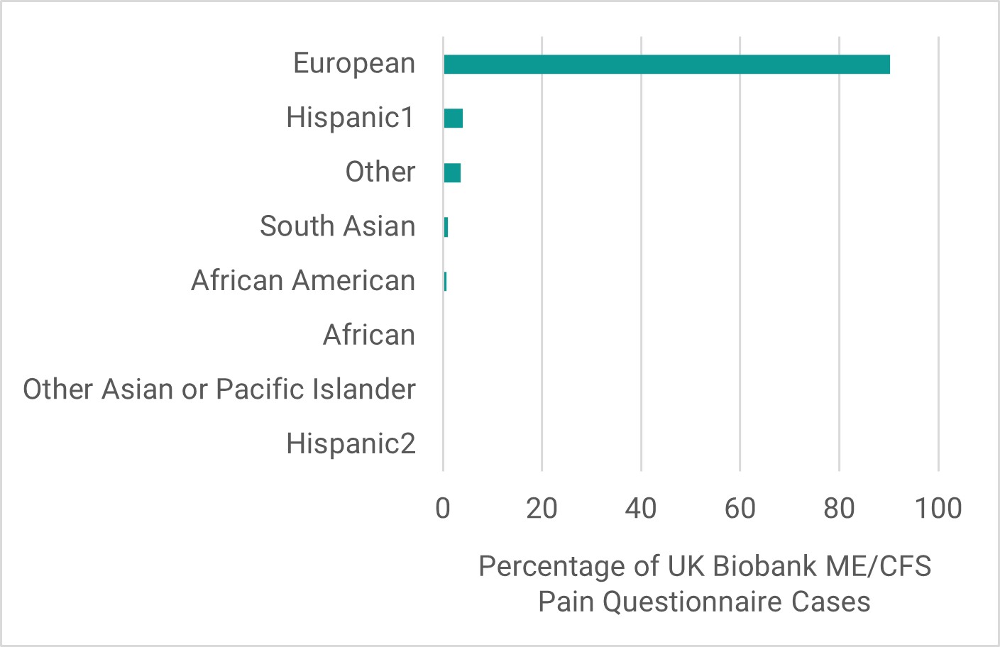 European
Hispanic1
Other
South Asian
African American
African
Other Asian or Pacific Islander
Hispanic2
0 20 40 60 80 100
Percentage of UK Biobank ME/CFS
Pain Questionnaire Cases